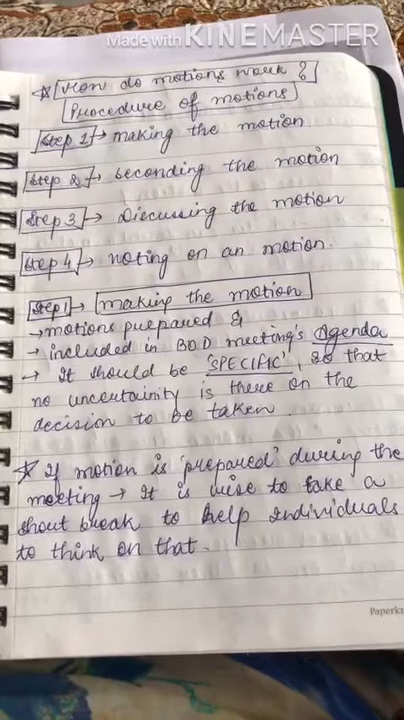 Made with KINEMASTER
☆ How do motions work?
Procedure of motions
Step 1 → making the motion
Step 2 → Seconding the motion
Step 3 → Discussing the motion
Step 4 → voting on an motion.
Step 1 → making the motion
→ motions prepared &
→ included in BOD meeting's Agenda
→ It should be 'SPECIFIC', so that
no uncertainity is there on the
decision to be taken.
☆ If motion is 'prepared' during the
meeting → It is wise to take a
short break to help individuals
to think on that.